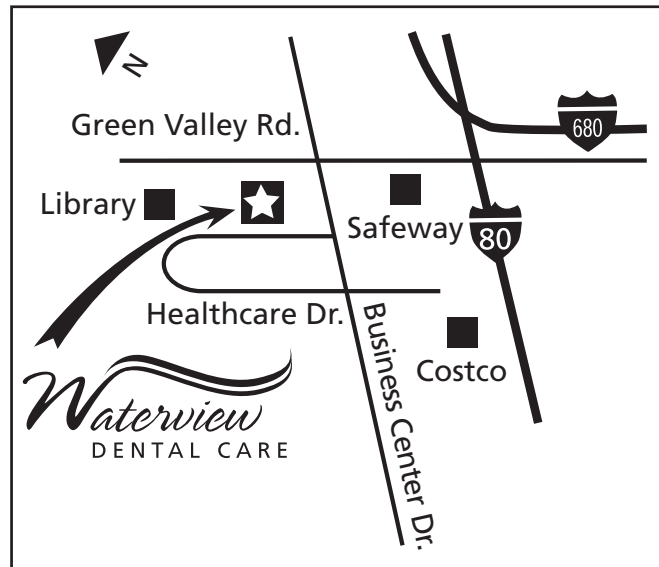 N
Green Valley Rd.
680
Library
Safeway
80
Healthcare Dr.
Business Center Dr.
Costco
Waterview
DENTAL CARE